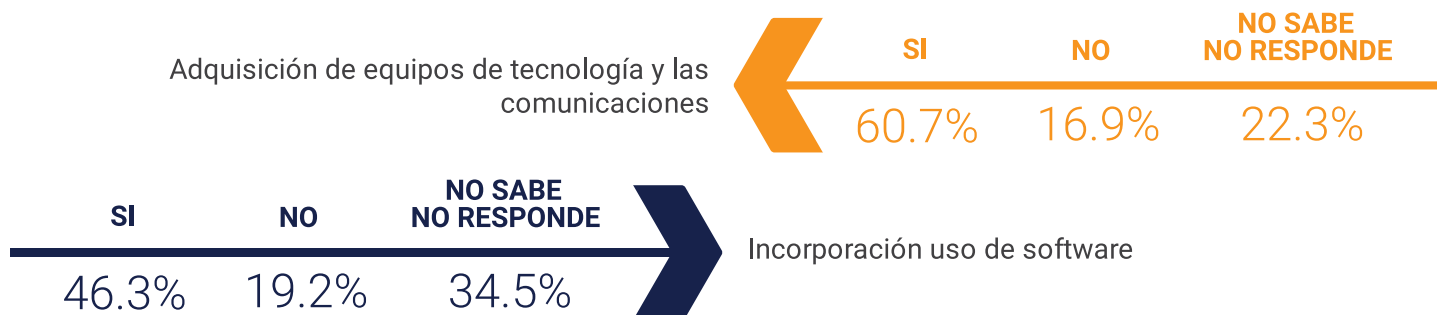 Adquisición de equipos de tecnología y las
comunicaciones
SI NO NO SABE
NO RESPONDE
60.7% 16.9% 22.3%
SI NO NO SABE
NO RESPONDE
46.3% 19.2% 34.5%
Incorporación uso de software